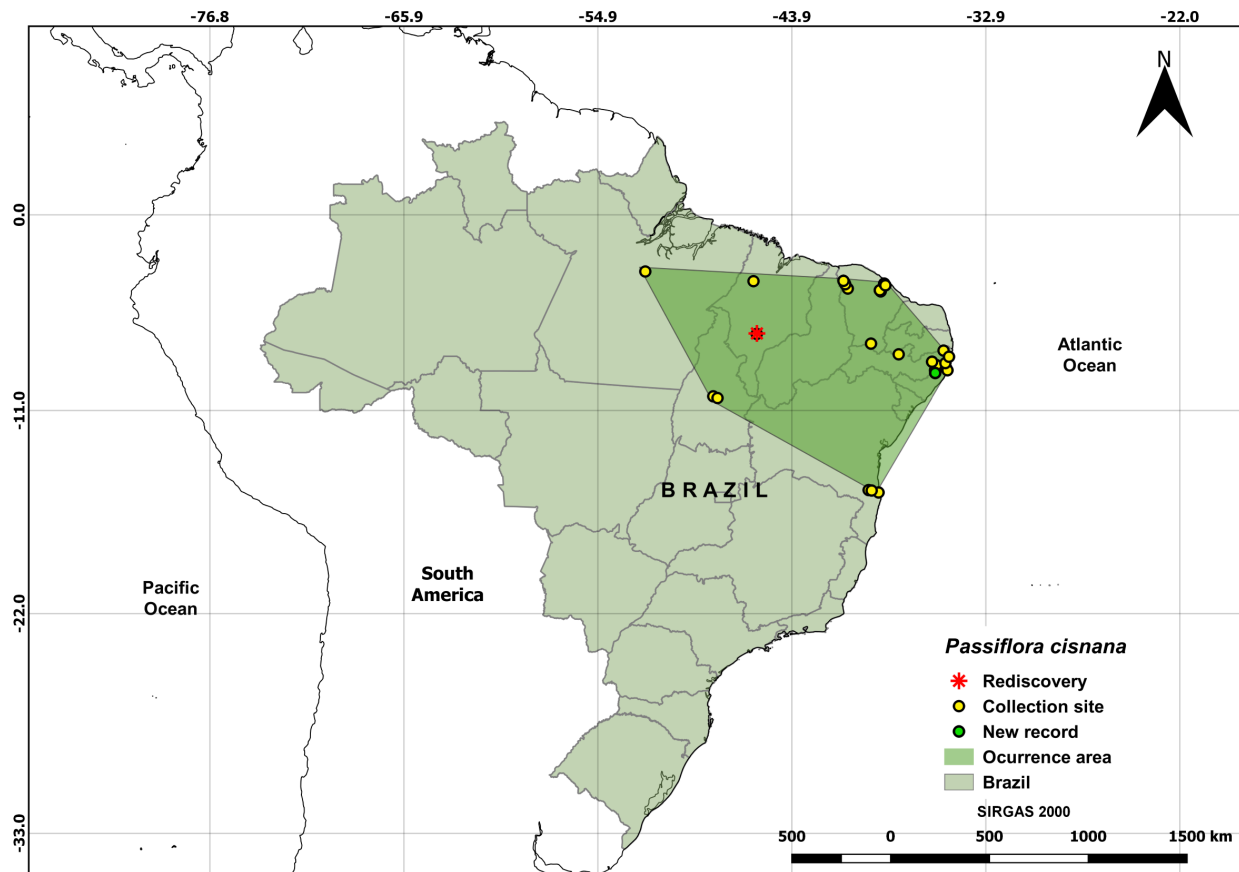 -76.8 -65.9 -54.9 -43.9 -32.9 -22.0
N
0.0
Atlantic
Ocean
-11.0
BRAZIL
South
America
Pacific
Ocean
-22.0
Passiflora cisnana
Rediscovery
Collection site
New record
Ocurrence area
Brazil
SIRGAS 2000
-33.0
500 0 500 1000 1500 km